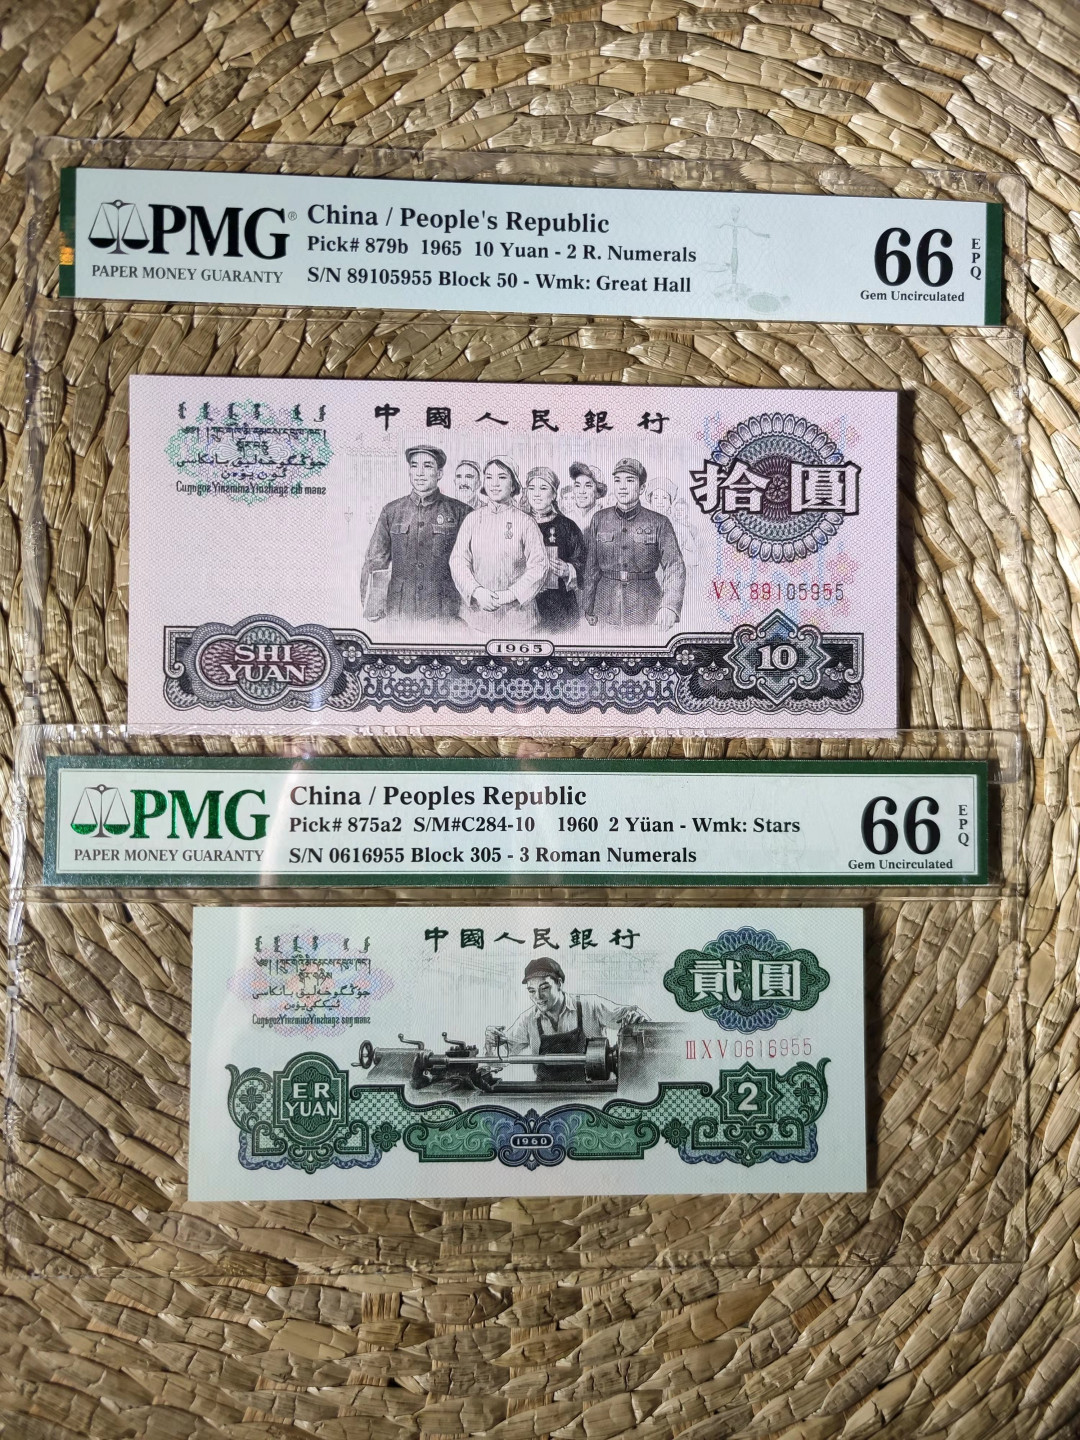 PMG®
PAPER MONEY GUARANTY
China / People's Republic
Pick# 879b 1965 10 Yuan - 2 R. Numerals
S/N 89105955 Block 50 - Wmk: Great Hall
66
EPQ
Gem Uncirculated
中國人民銀行
拾圓
VX 89105955
SHI
YUAN
1965
10
PMG
PAPER MONEY GUARANTY
China / Peoples Republic
Pick# 875a2 S/M#C284-10 1960 2 Yüan - Wmk: Stars
S/N 0616955 Block 305 - 3 Roman Numerals
66
EPQ
Gem Uncirculated
中國人民銀行
貳圓
ⅢXV0616955
ER
YUAN
1960
2